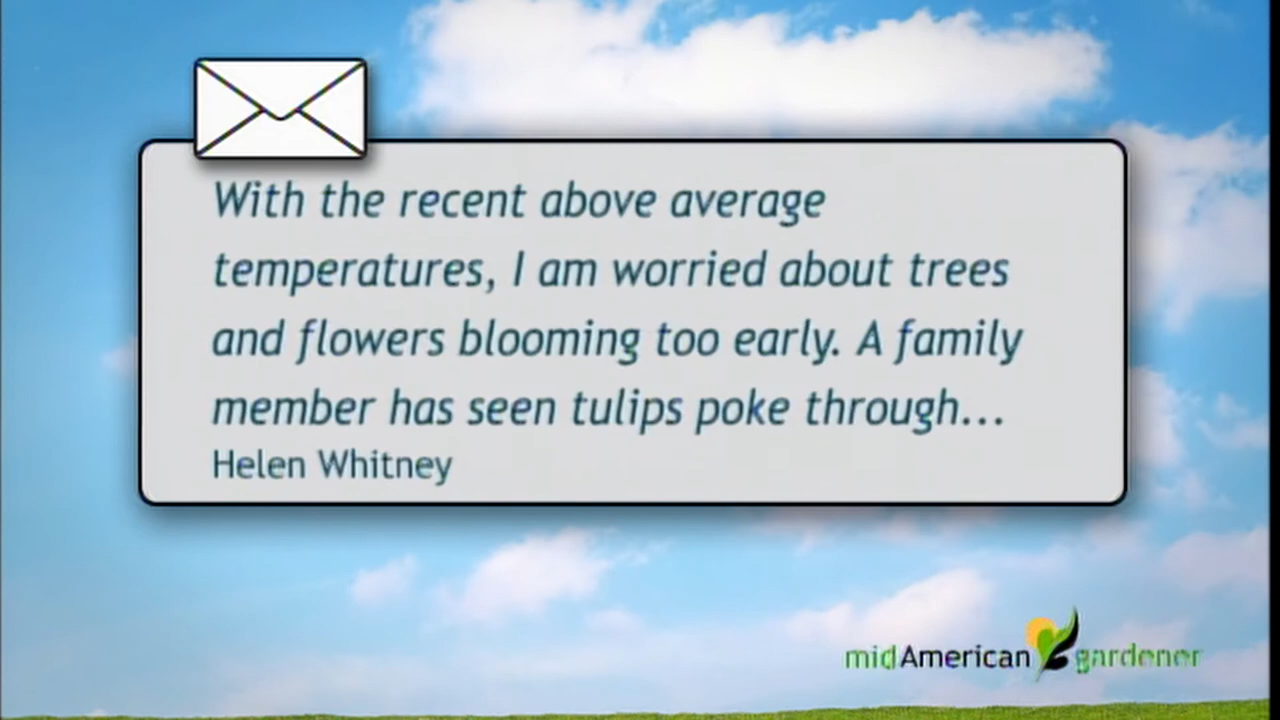 With the recent above average
temperatures, I am worried about trees
and flowers blooming too early. A family
member has seen tulips poke through...
Helen Whitney
midAmerican gardener